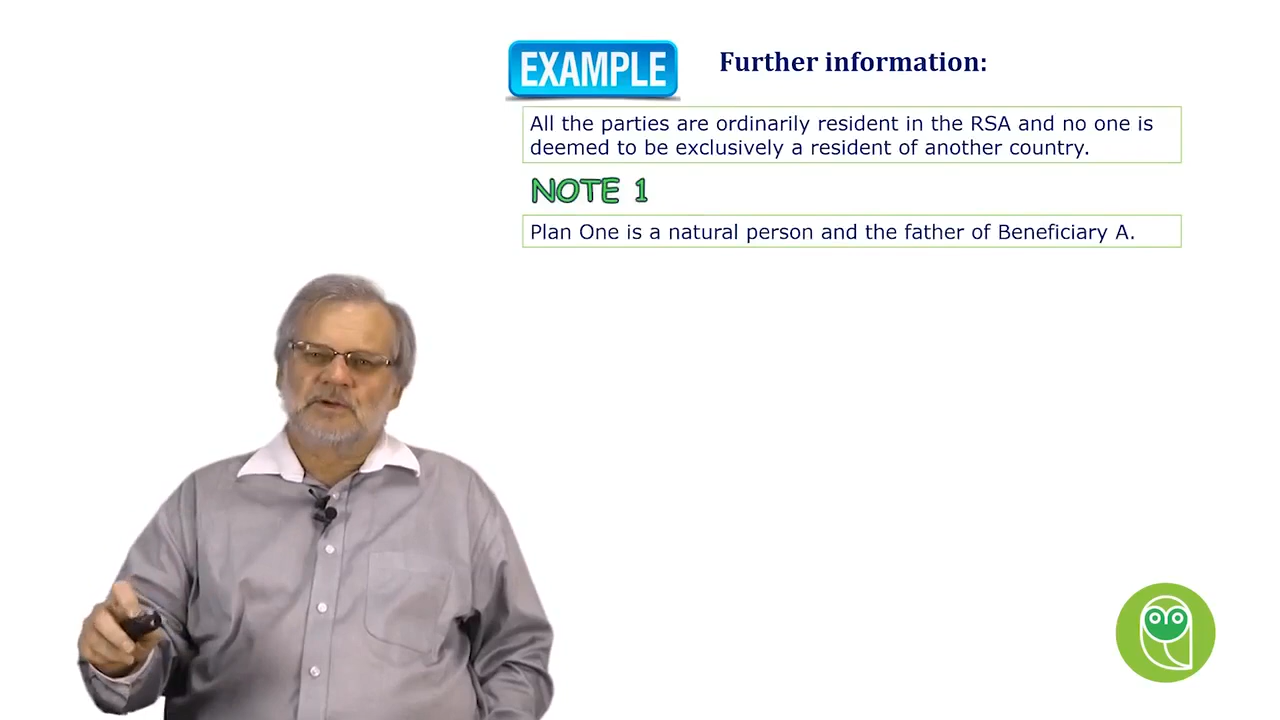 EXAMPLE
Further information:
All the parties are ordinarily resident in the RSA and no one is
deemed to be exclusively a resident of another country.
NOTE 1
Plan One is a natural person and the father of Beneficiary A.